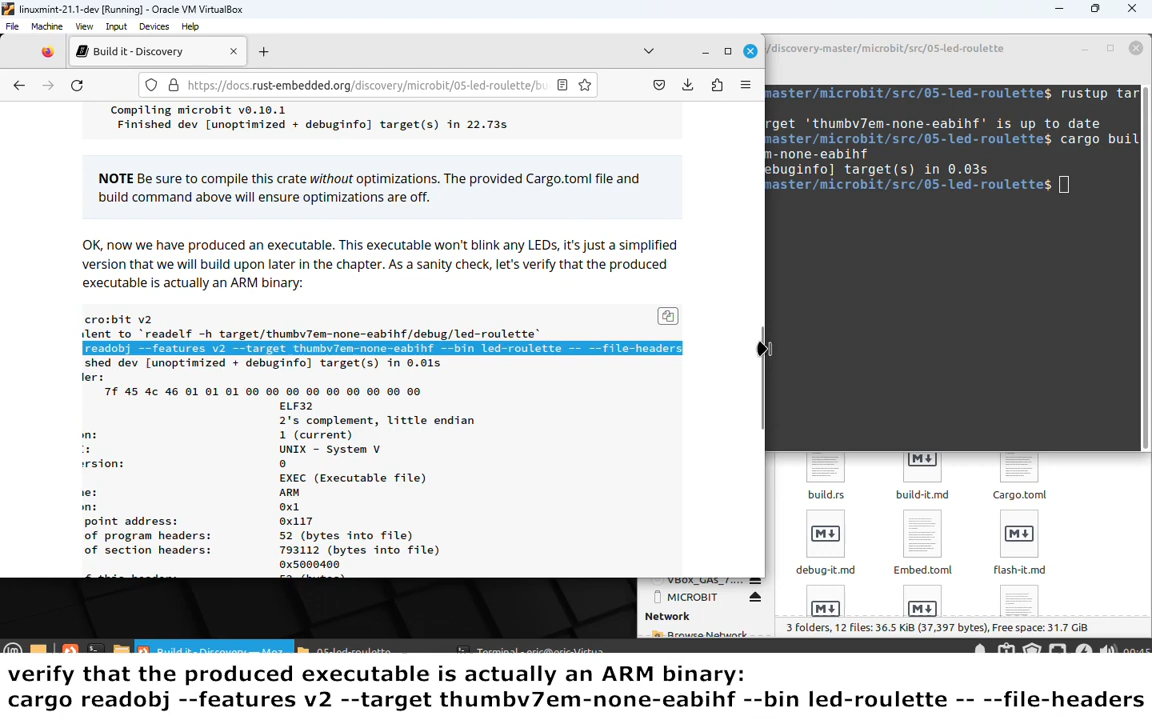 linuxmint-21.1-dev [Running] - Oracle VM VirtualBox
File Machine View Input Devices Help
Build it - Discovery
/discovery-master/microbit/src/05-led-roulette
https://docs.rust-embedded.org/discovery/microbit/05-led-roulette/bu
Compiling microbit v0.10.1
Finished dev [unoptimized + debuginfo] target(s) in 22.73s
NOTE Be sure to compile this crate without optimizations. The provided Cargo.toml file and
build command above will ensure optimizations are off.
OK, now we have produced an executable. This executable won't blink any LEDs, it's just a simplified
version that we will build upon later in the chapter. As a sanity check, let's verify that the produced
executable is actually an ARM binary:
cro:bit v2
lent to `readelf -h target/thumbv7em-none-eabihf/debug/led-roulette`
readobj --features v2 --target thumbv7em-none-eabihf --bin led-roulette -- --file-headers
shed dev [unoptimized + debuginfo] target(s) in 0.01s
er:
7f 45 4c 46 01 01 01 00 00 00 00 00 00 00 00 00
ELF32
2's complement, little endian
on: 1 (current)
: UNIX - System V
ersion: 0
EXEC (Executable file)
e: ARM
on: 0x1
point address: 0x117
of program headers: 52 (bytes into file)
of section headers: 793112 (bytes into file)
0x5000400
master/microbit/src/05-led-roulette$ rustup tar
rget 'thumbv7em-none-eabihf' is up to date
master/microbit/src/05-led-roulette$ cargo buil
m-none-eabihf
ebuginfo] target(s) in 0.03s
master/microbit/src/05-led-roulette$
build.rs build-it.md Cargo.toml
debug-it.md Embed.toml flash-it.md
VBox_GAs_7....
MICROBIT
Network
Browse Network
3 folders, 12 files: 36.5 KiB (37,397 bytes), Free space: 31.7 GiB
Build it - Discovery — Moz...
05-led-roulette
Terminal - eric@eric-Virtua...
00:45
verify that the produced executable is actually an ARM binary:
cargo readobj --features v2 --target thumbv7em-none-eabihf --bin led-roulette -- --file-headers